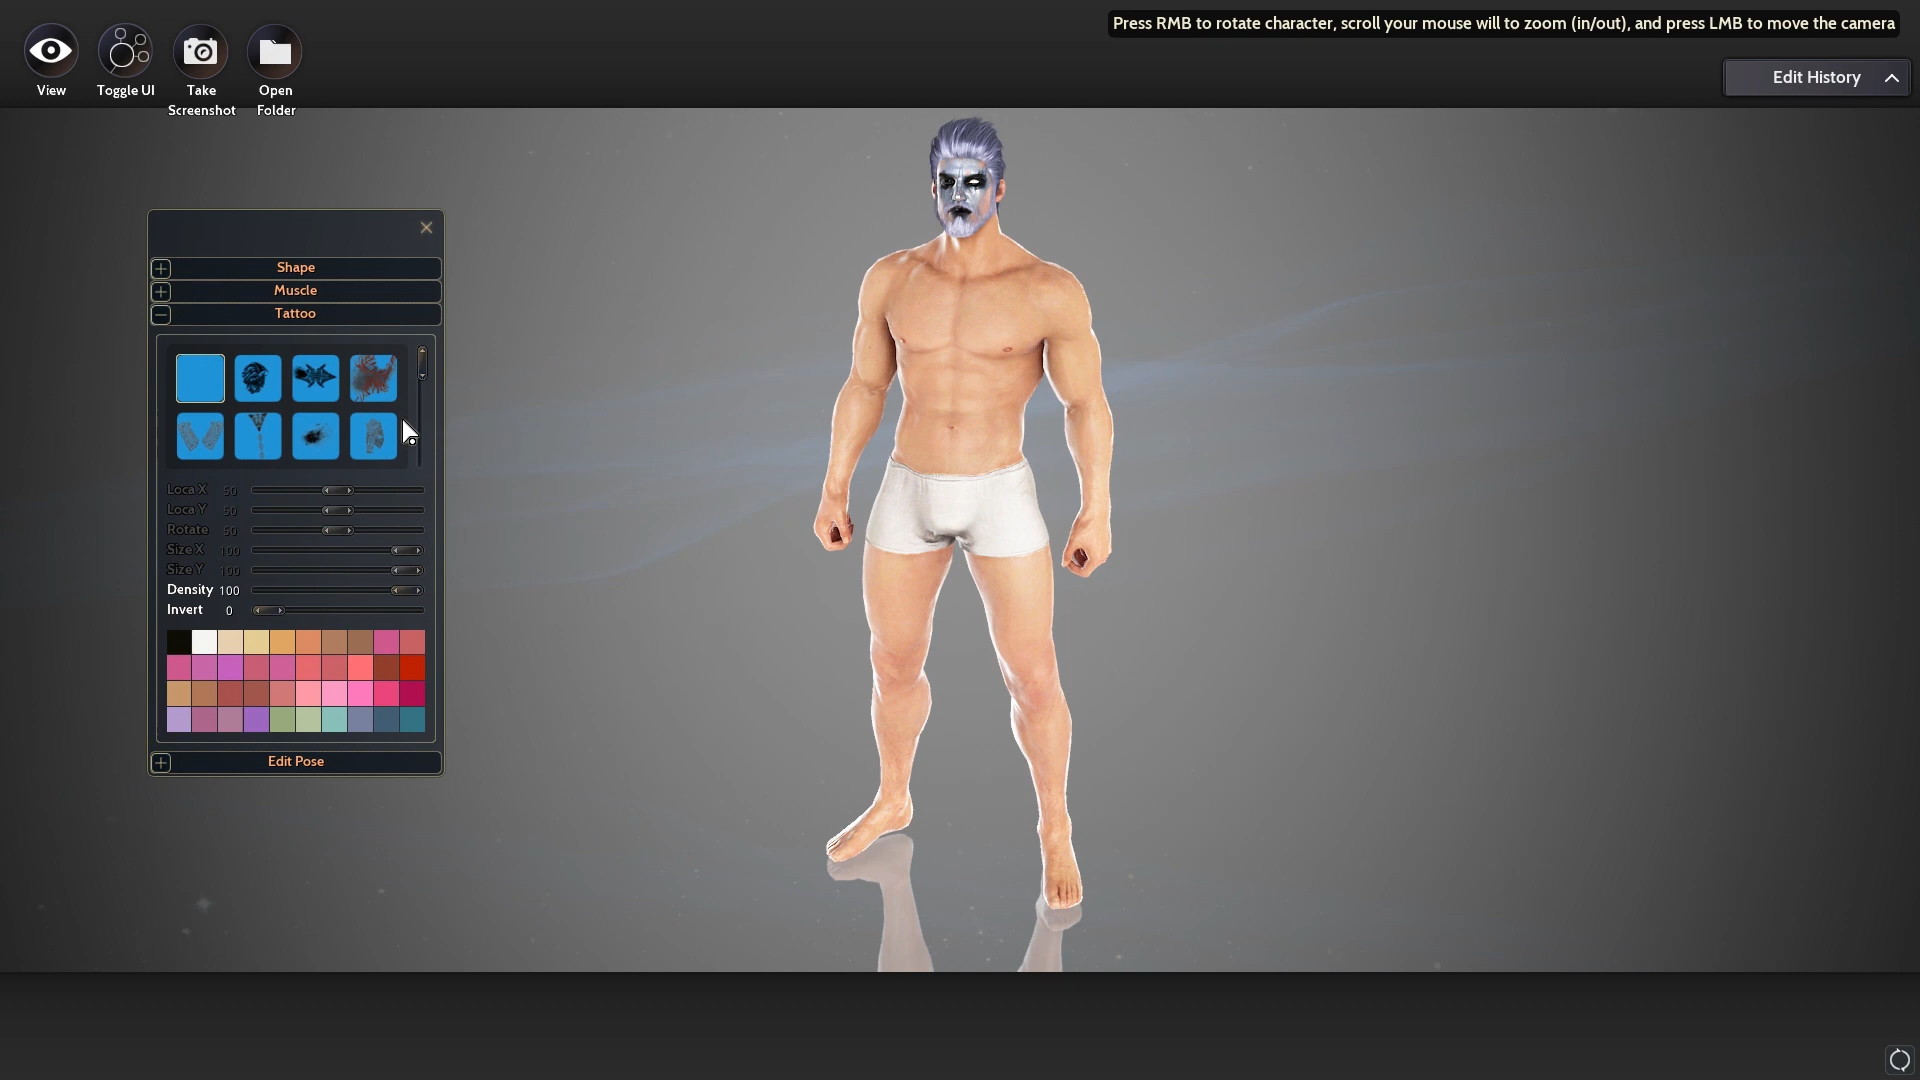 Press RMB to rotate character, scroll your mouse will to zoom (in/out), and press LMB to move the camera
View
Toggle UI
Take
Screenshot
Open
Folder
Edit History
Shape
Muscle
Tattoo
Loca X 50
Loca Y 50
Rotate 50
Size X 100
Size Y 100
Density 100
Invert 0
Edit Pose